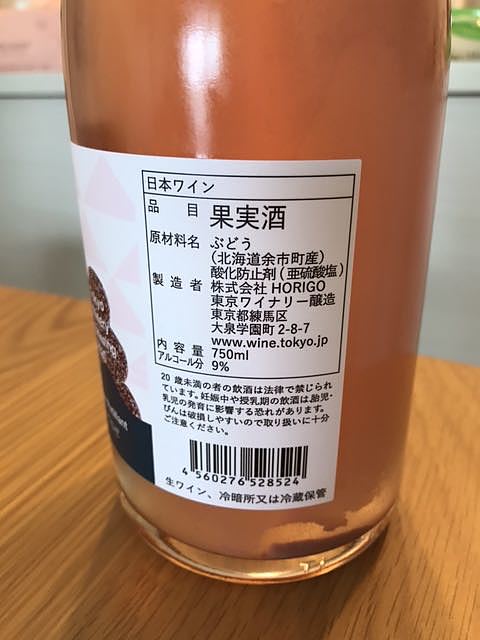 日本ワイン
品目 果実酒
原材料名 ぶどう
(北海道余市町産)
酸化防止剤(亜硫酸塩)
製造者 株式会社 HORIGO
東京ワイナリー醸造
東京都練馬区
大泉学園町2-8-7
www.wine.tokyo.jp
内容量 750ml
アルコール分 9%
20 歳未満の者の飲酒は法律で禁じられ
ています。妊娠中や授乳期の飲酒は、胎児・
乳児の発育に影響する恐れがあります。
びんは破損しやすいので取り扱いに十分
ご注意ください。
4 560276 528524
生ワイン、冷暗所又は冷蔵保管